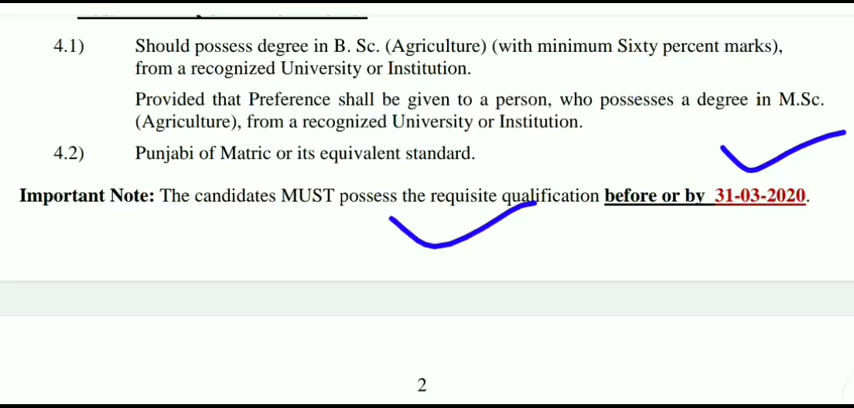 4.1) Should possess degree in B. Sc. (Agriculture) (with minimum Sixty percent marks),
from a recognized University or Institution.
Provided that Preference shall be given to a person, who possesses a degree in M.Sc.
(Agriculture), from a recognized University or Institution.
4.2) Punjabi of Matric or its equivalent standard.
Important Note: The candidates MUST possess the requisite qualification before or by 31-03-2020.
2